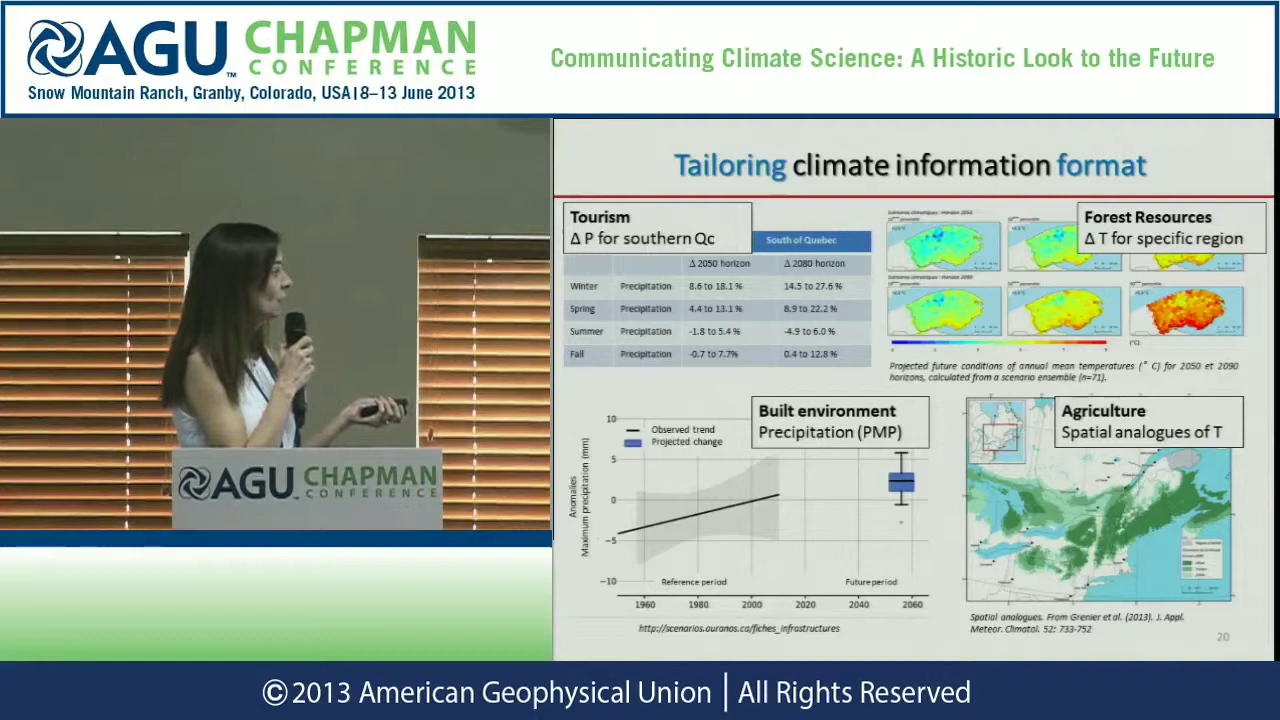 AGU CHAPMAN
CONFERENCE
Snow Mountain Ranch, Granby, Colorado, USA|8–13 June 2013
Communicating Climate Science: A Historic Look to the Future
Tailoring climate information format
Tourism
Δ P for southern Qc
South of Quebec
Δ 2050 horizon Δ 2080 horizon
Winter Precipitation 8.6 to 18.1 % 14.5 to 27.6 %
Spring Precipitation 4.4 to 13.1 % 8.9 to 22.2 %
Summer Precipitation -1.8 to 5.4 % -4.9 to 6.0 %
Fall Precipitation -0.7 to 7.7% 0.4 to 12.8 %
Forest Resources
Δ T for specific region
(°C)
Projected future conditions of annual mean temperatures (° C) for 2050 et 2090
horizons, calculated from a scenario ensemble (n=71).
Built environment
Precipitation (PMP)
Observed trend
Projected change
Anomalies
Maximum precipitation (mm)
10
5
0
−5
−10
Reference period Future period
1960 1980 2000 2020 2040 2060
http://scenarios.ouranos.ca/fiches_infrastructures
Agriculture
Spatial analogues of T
Spatial analogues. From Grenier et al. (2013). J. Appl.
Meteor. Climatol. 52: 733-752
20
AGU CHAPMAN
CONFERENCE
©2013 American Geophysical Union | All Rights Reserved